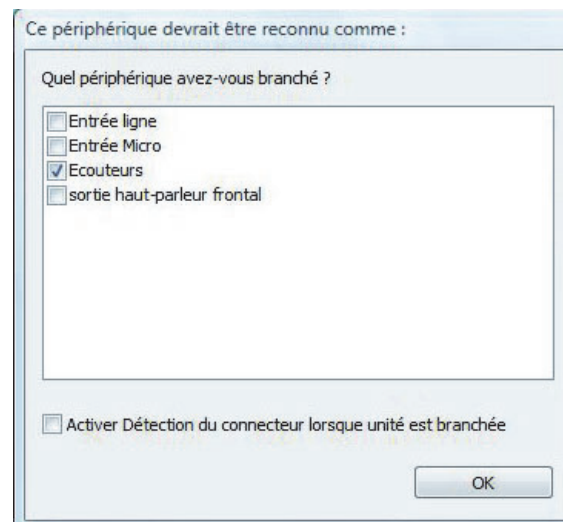 Ce périphérique devrait être reconnu comme :
Quel périphérique avez-vous branché ?
Entrée ligne
Entrée Micro
Ecouteurs
sortie haut-parleur frontal
Activer Détection du connecteur lorsque unité est branchée
OK